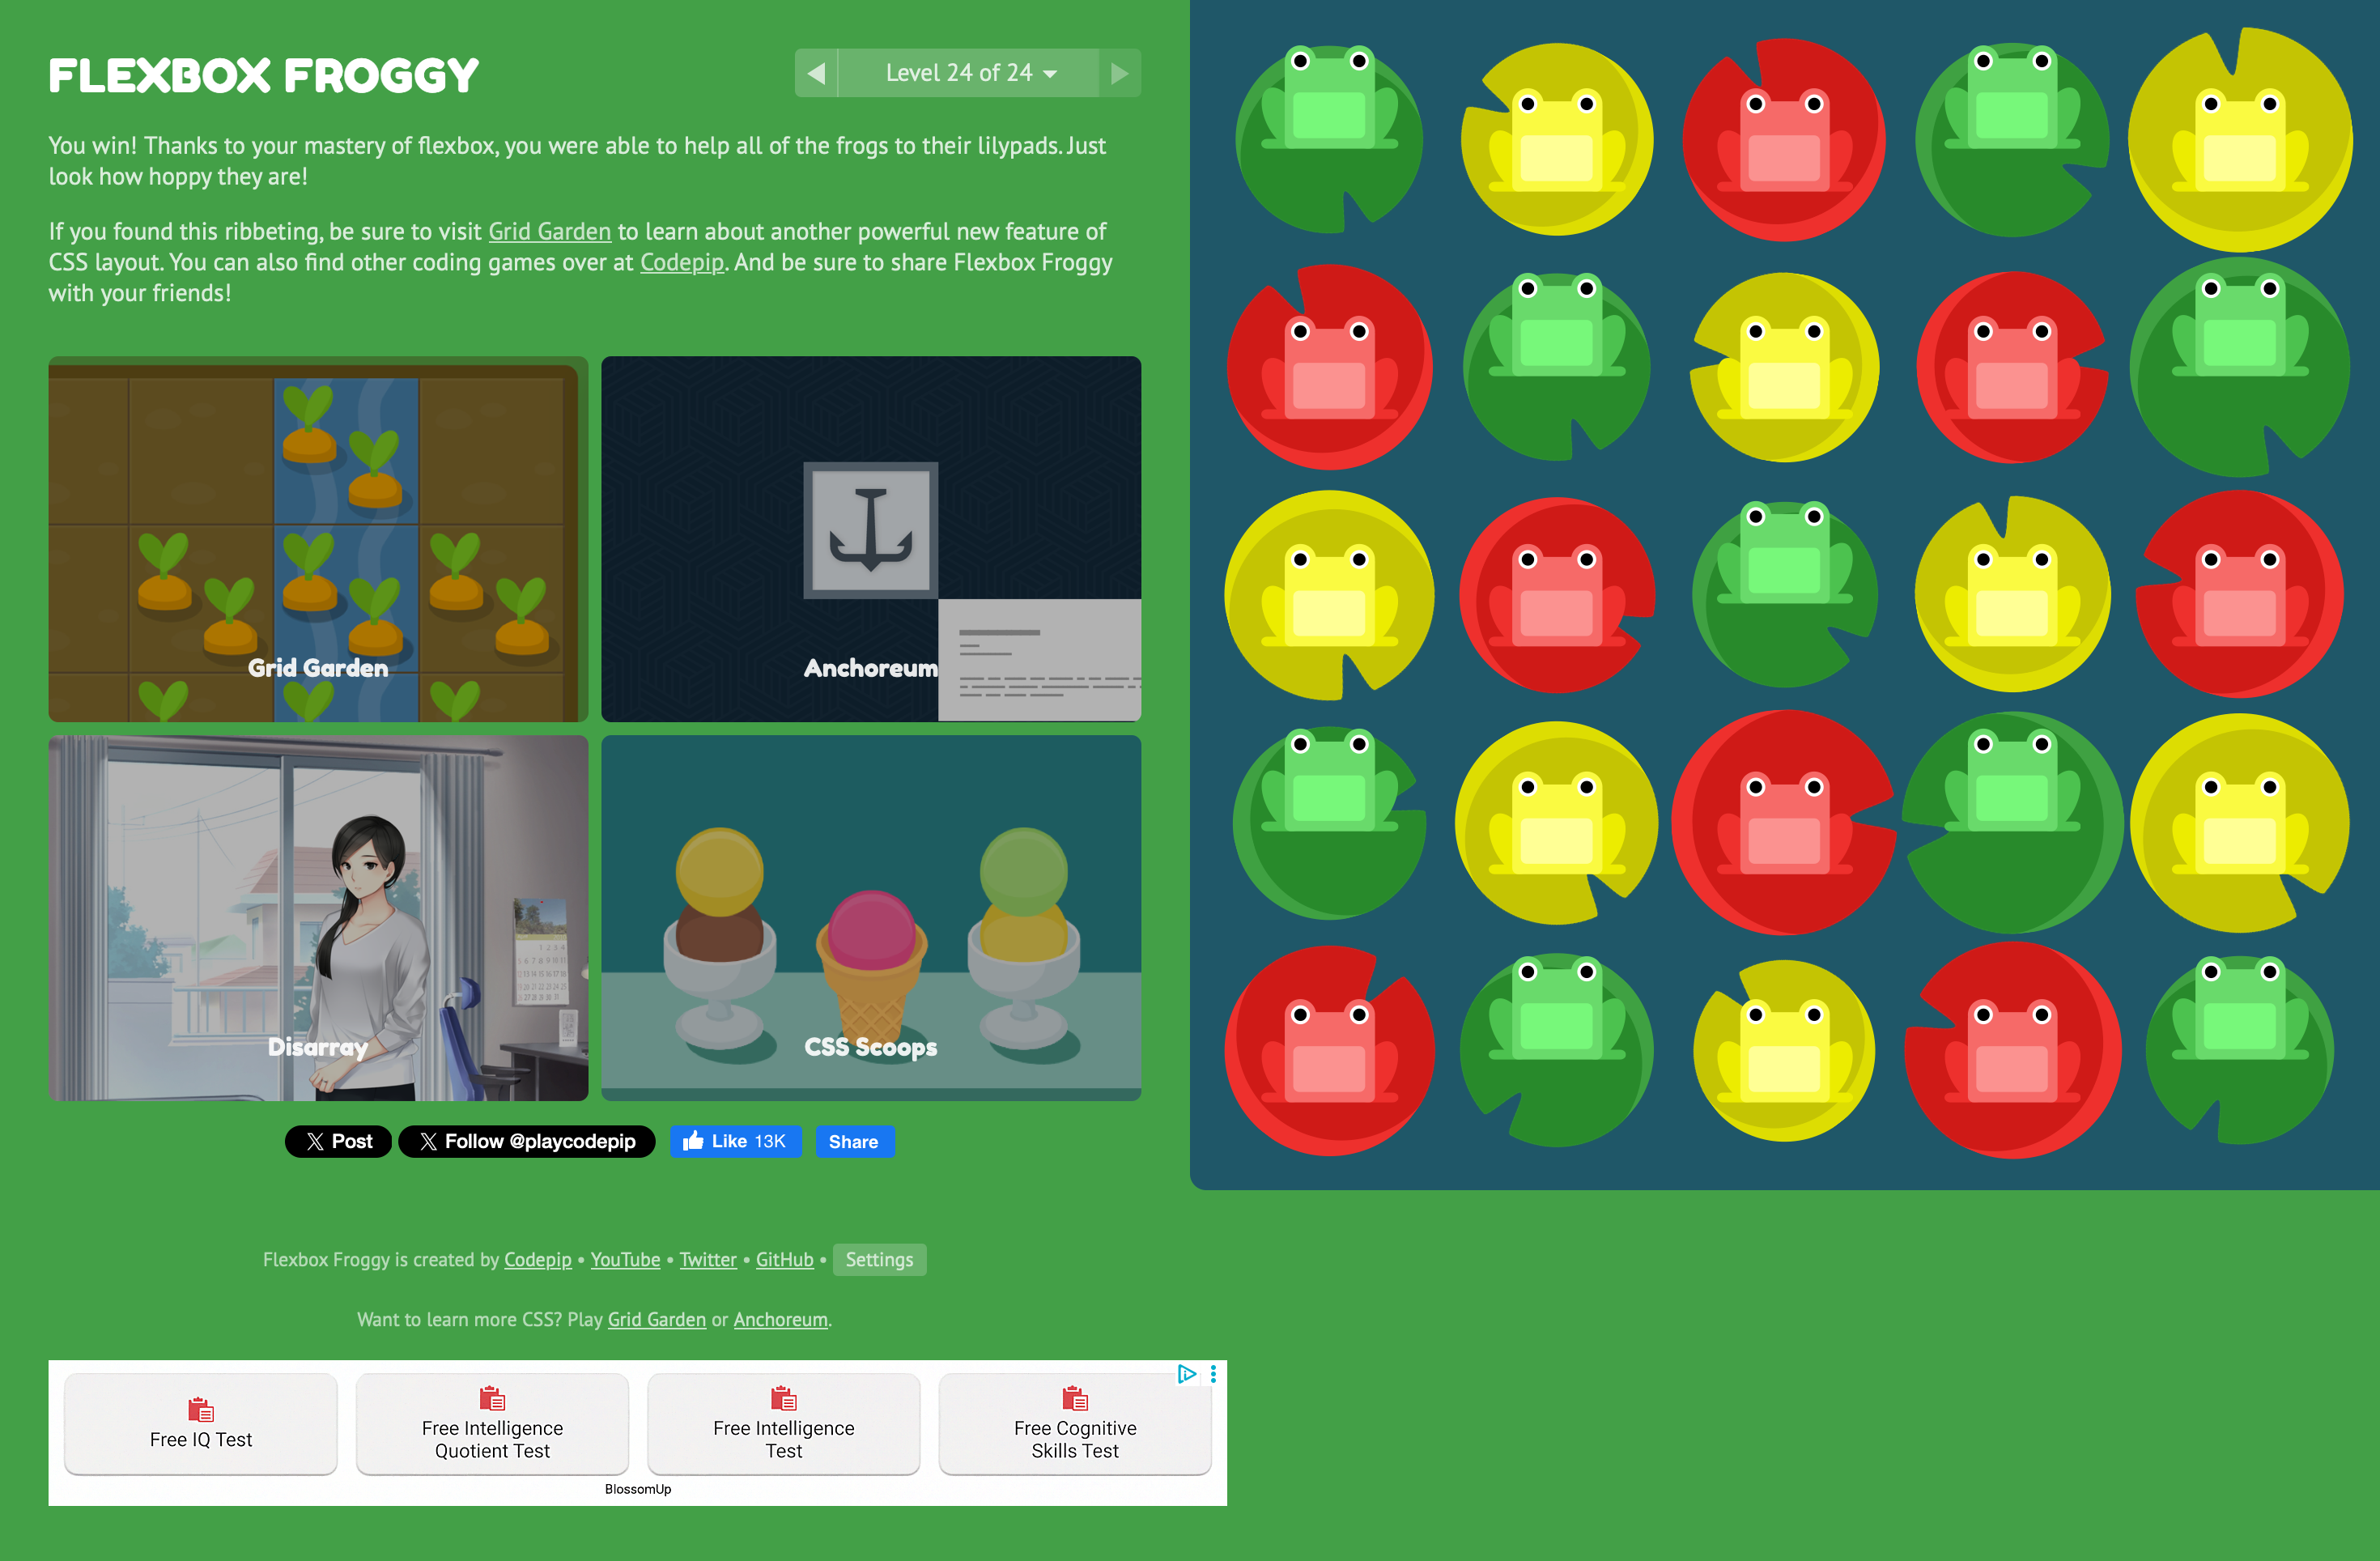 FLEXBOX FROGGY
Level 24 of 24
You win! Thanks to your mastery of flexbox, you were able to help all of the frogs to their lilypads. Just
look how hoppy they are!
If you found this ribbeting, be sure to visit Grid Garden to learn about another powerful new feature of
CSS layout. You can also find other coding games over at Codepip. And be sure to share Flexbox Froggy
with your friends!
Grid Garden
Anchoreum
Disarray
CSS Scoops
Post
Follow @playcodepip
Like 13K
Share
Flexbox Froggy is created by Codepip • YouTube • Twitter • GitHub • Settings
Want to learn more CSS? Play Grid Garden or Anchoreum.
Free IQ Test
Free Intelligence
Quotient Test
Free Intelligence
Test
Free Cognitive
Skills Test
BlossomUp